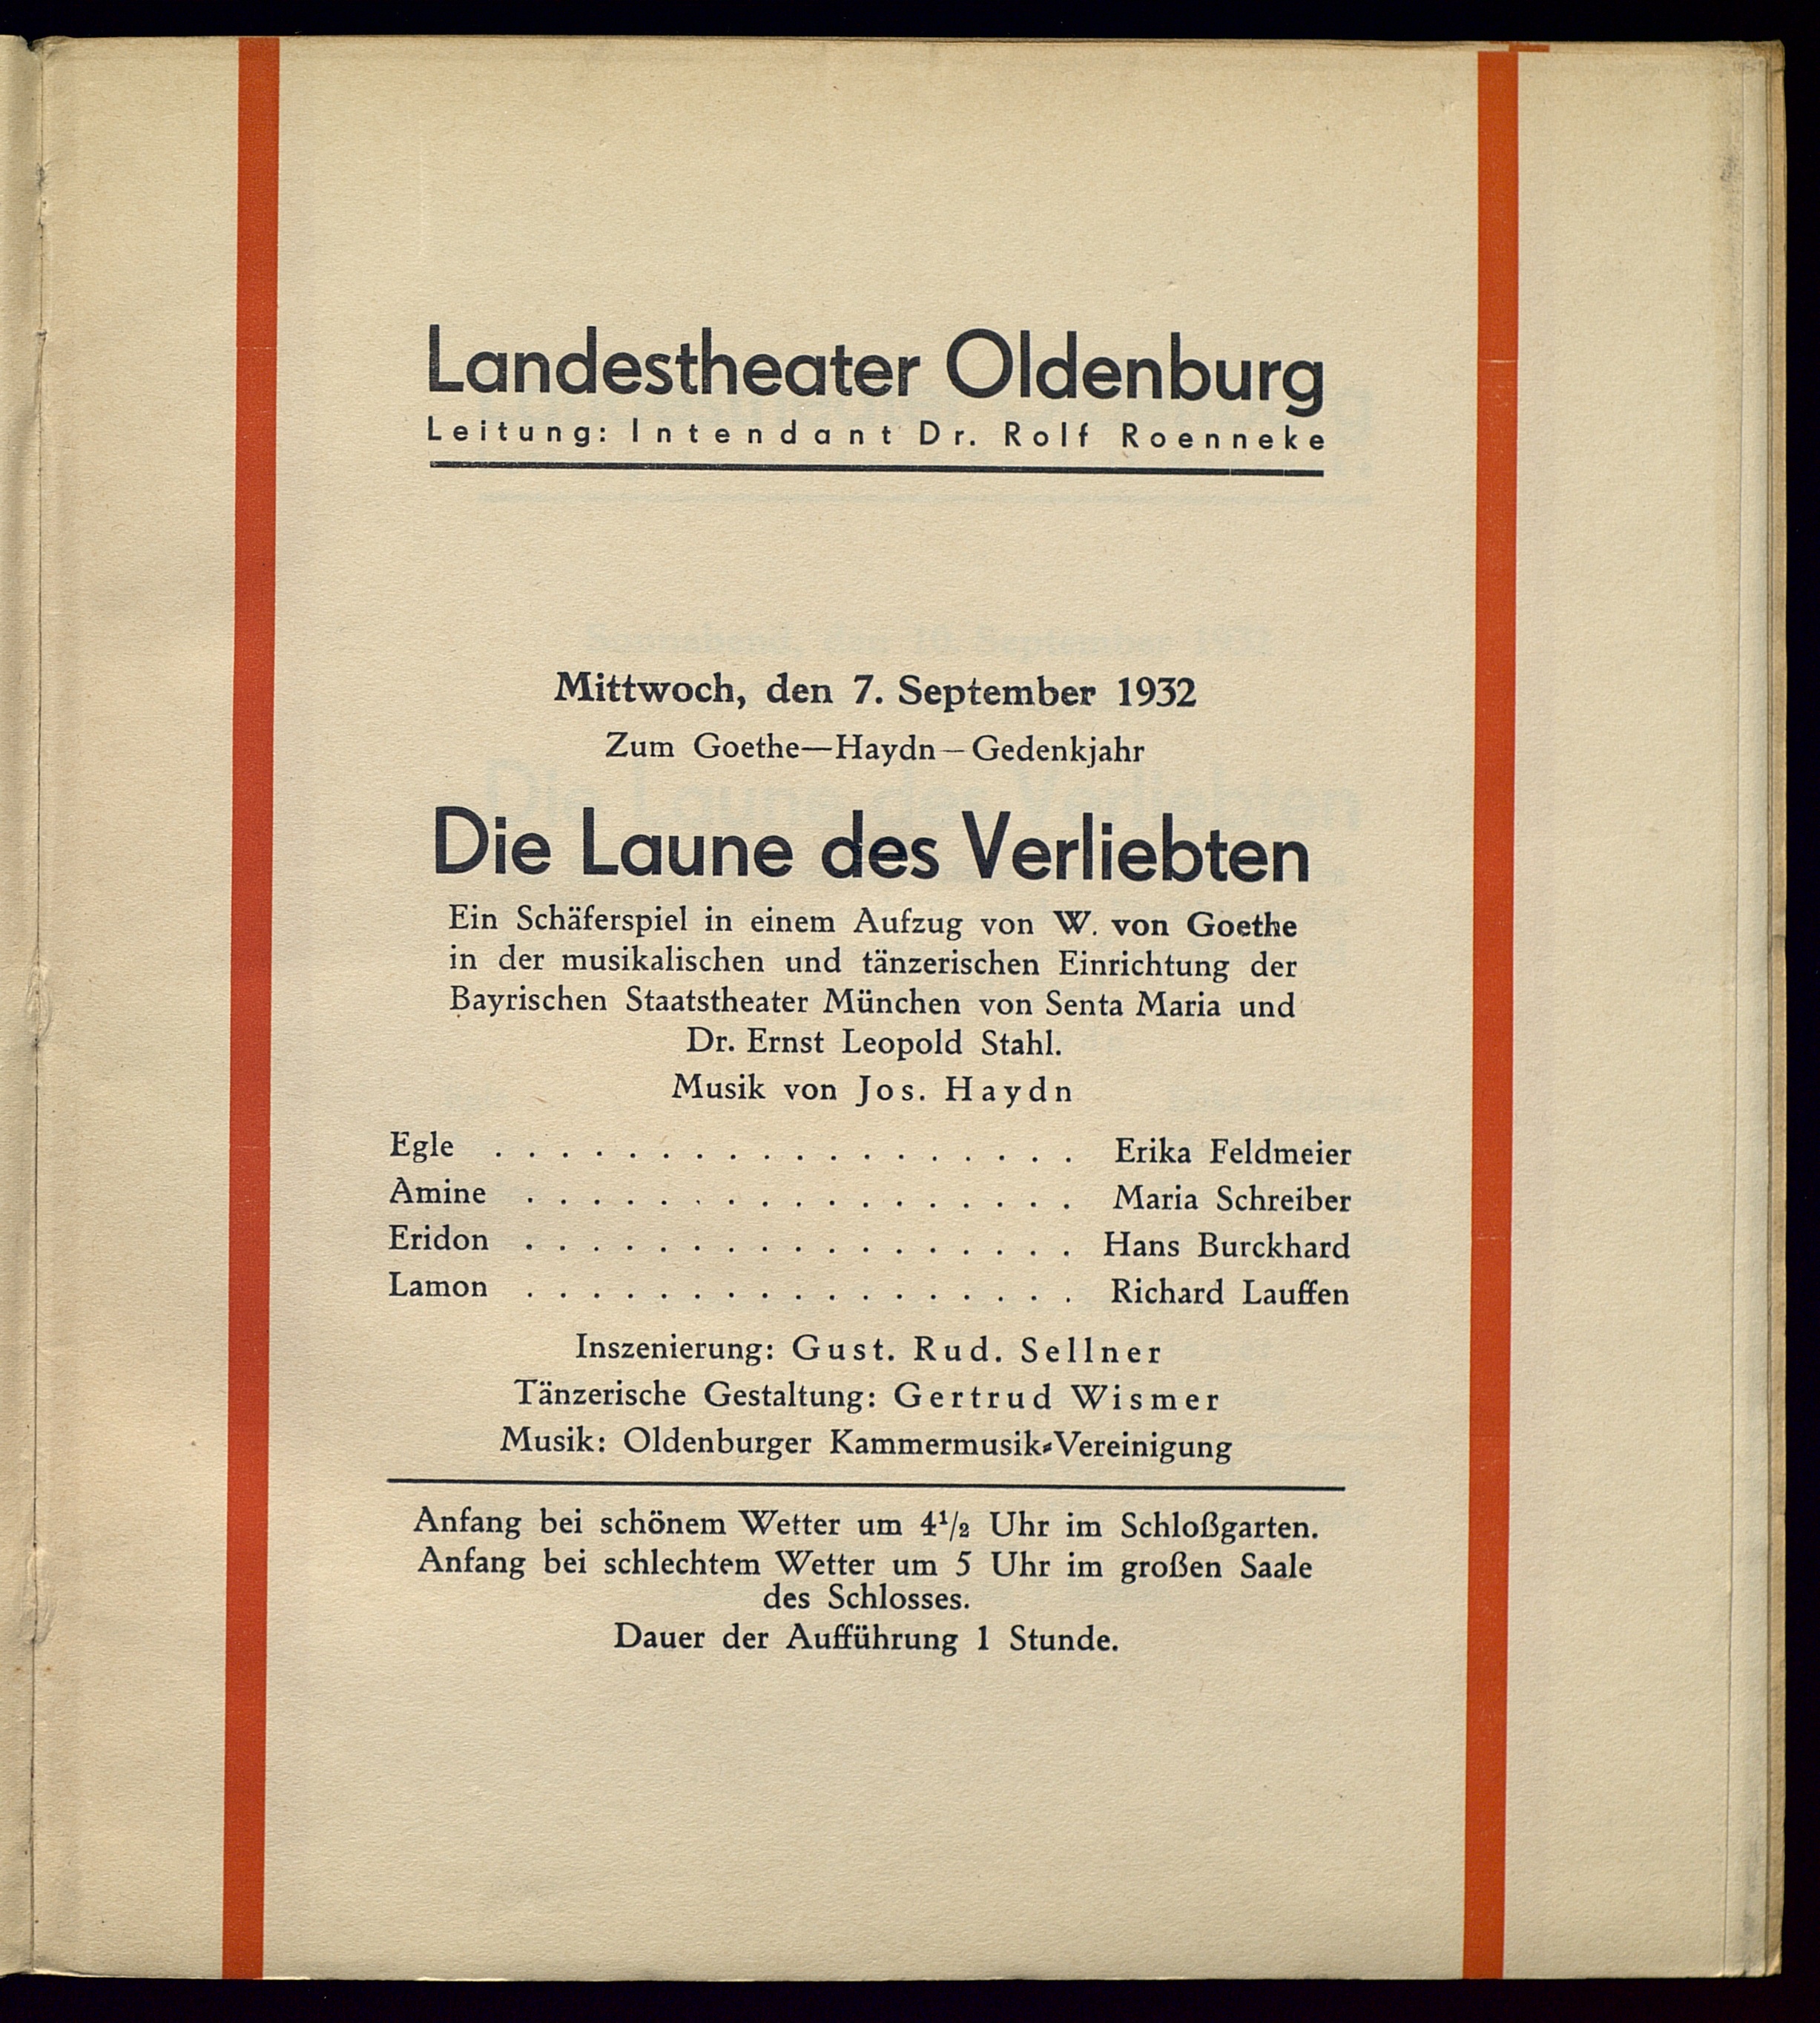 Landestheater Oldenburg
Leitung: Intendant Dr. Rolf Roenneke
Mittwoch, den 7. September 1932
Zum Goethe—Haydn—Gedenkjahr
Die Laune des Verliebten
Ein Schäferspiel in einem Aufzug von W. von Goethe
in der musikalischen und tänzerischen Einrichtung der
Bayrischen Staatstheater München von Senta Maria und
Dr. Ernst Leopold Stahl.
Musik von Jos. Haydn
Egle . . . . . . . . . . . . . . . . . . Erika Feldmeier
Amine . . . . . . . . . . . . . . . . . Maria Schreiber
Eridon . . . . . . . . . . . . . . . . . Hans Burckhard
Lamon . . . . . . . . . . . . . . . . . Richard Lauffen
Inszenierung: Gust. Rud. Sellner
Tänzerische Gestaltung: Gertrud Wismer
Musik: Oldenburger Kammermusik-Vereinigung
Anfang bei schönem Wetter um 4¹/₂ Uhr im Schloßgarten.
Anfang bei schlechtem Wetter um 5 Uhr im großen Saale
des Schlosses.
Dauer der Aufführung 1 Stunde.